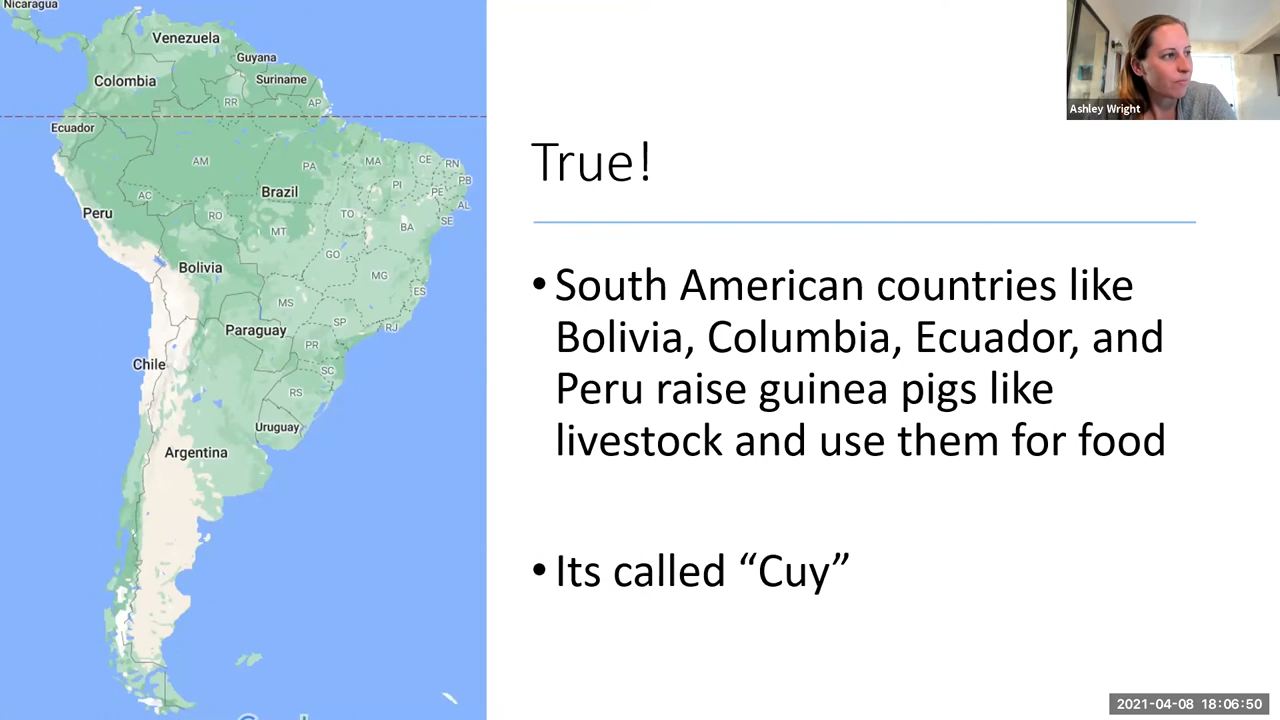 Nicaragua
Venezuela
Guyana
Colombia
Suriname
RR
AP
Ecuador
AM
PA
MA
CE
RN
AC
Brazil
PI
PE
PB
AL
Peru
RO
TO
SE
MT
BA
GO
Bolivia
MG
ES
MS
SP
RJ
Paraguay
PR
Chile
SC
RS
Uruguay
Argentina
Ashley Wright
True!
• South American countries like
Bolivia, Columbia, Ecuador, and
Peru raise guinea pigs like
livestock and use them for food
• Its called “Cuy”
2021-04-08 18:06:50